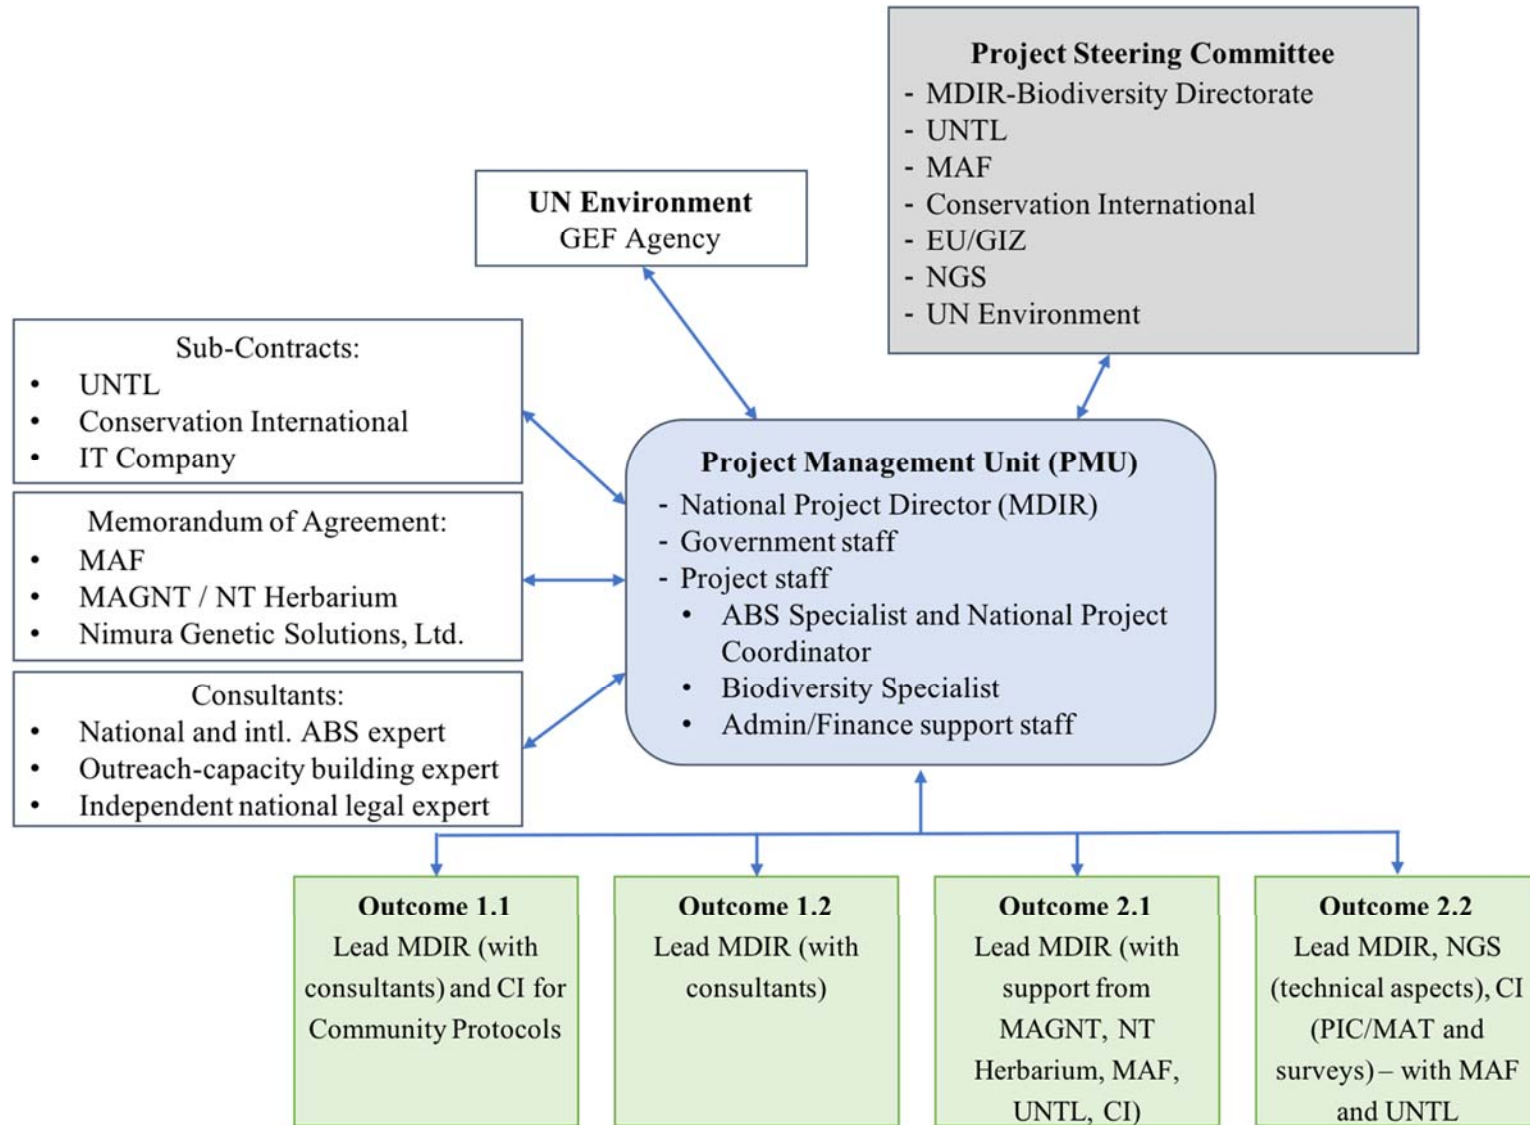 Project Steering Committee
- MDIR-Biodiversity Directorate
- UNTL
- MAF
- Conservation International
- EU/GIZ
- NGS
- UN Environment
UN Environment
GEF Agency
Sub-Contracts:
• UNTL
• Conservation International
• IT Company
Memorandum of Agreement:
• MAF
• MAGNT / NT Herbarium
• Nimura Genetic Solutions, Ltd.
Consultants:
• National and intl. ABS expert
• Outreach-capacity building expert
• Independent national legal expert
Project Management Unit (PMU)
- National Project Director (MDIR)
- Government staff
- Project staff
• ABS Specialist and National Project
Coordinator
• Biodiversity Specialist
• Admin/Finance support staff
Outcome 1.1
Lead MDIR (with
consultants) and CI for
Community Protocols
Outcome 1.2
Lead MDIR (with
consultants)
Outcome 2.1
Lead MDIR (with
support from
MAGNT, NT
Herbarium, MAF,
UNTL, CI)
Outcome 2.2
Lead MDIR, NGS
(technical aspects), CI
(PIC/MAT and
surveys) – with MAF
and UNTL